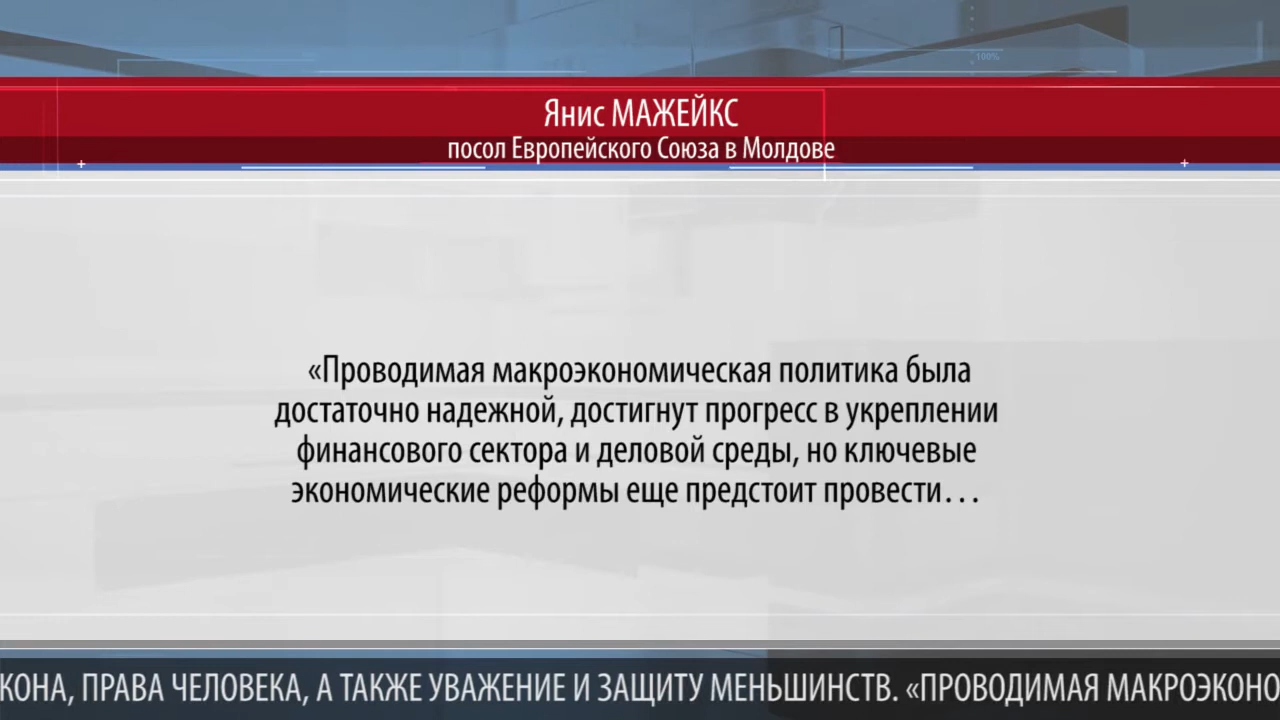 100%
Янис МАЖЕЙКС
посол Европейского Союза в Молдове
«Проводимая макроэкономическая политика была
достаточно надежной, достигнут прогресс в укреплении
финансового сектора и деловой среды, но ключевые
экономические реформы еще предстоит провести…
КОНА, ПРАВА ЧЕЛОВЕКА, А ТАКЖЕ УВАЖЕНИЕ И ЗАЩИТУ МЕНЬШИНСТВ. «ПРОВОДИМАЯ МАКРОЭКОНО